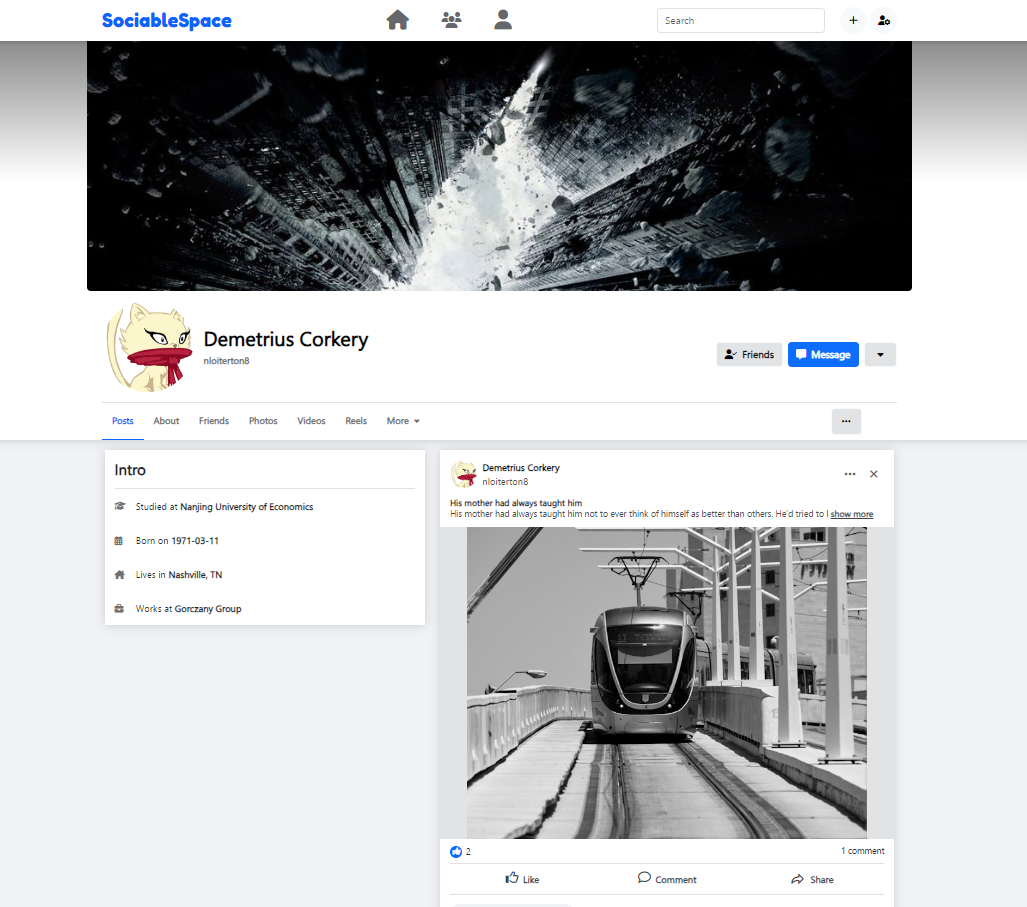 SociableSpace
Search
Demetrius Corkery
nloiterton8
Friends
Message
Posts
About
Friends
Photos
Videos
Reels
More
Intro
Studied at Nanjing University of Economics
Born on 1971-03-11
Lives in Nashville, TN
Works at Gorczany Group
Demetrius Corkery
nloiterton8
His mother had always taught him
His mother had always taught him not to ever think of himself as better than others. He'd tried to l show more
2
1 comment
Like
Comment
Share